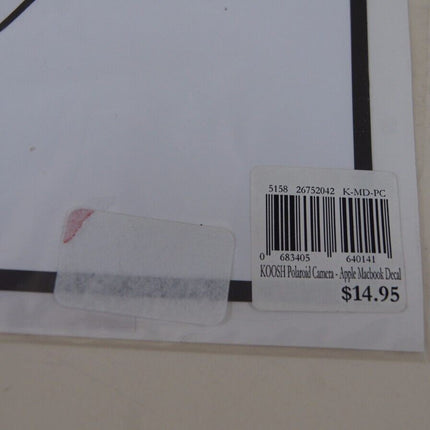 5158 26752042 K-MD-PC
0 683405 640141
KOOSH Polaroid Camera - Apple Macbook Decal
$14.95